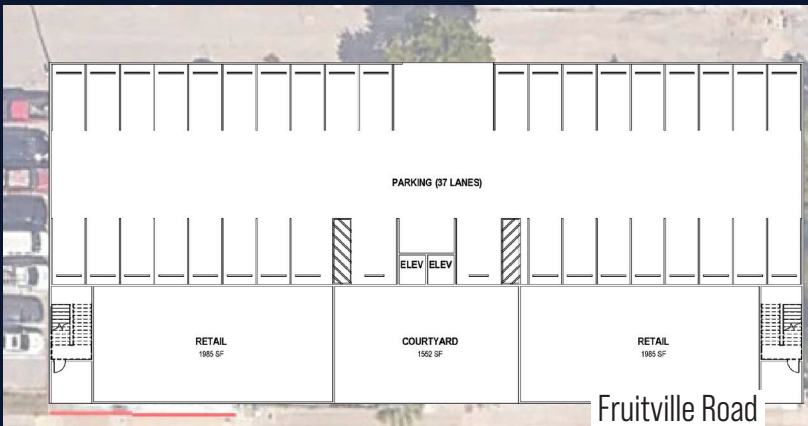 PARKING (37 LANES)
ELEV ELEV
RETAIL
1985 SF
COURTYARD
1552 SF
RETAIL
1985 SF
Fruitville Road